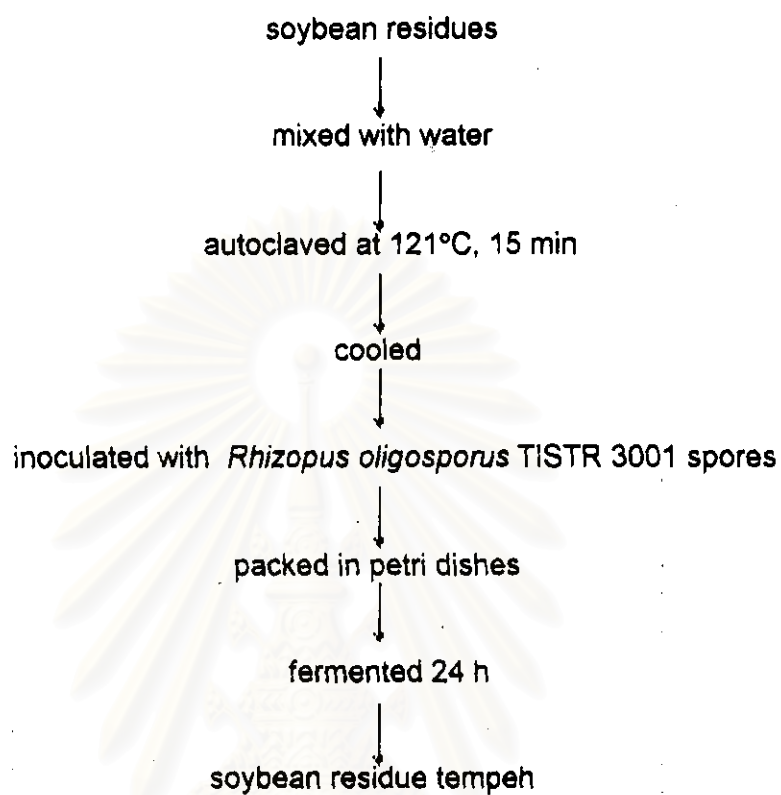 soybean residues
mixed with water
autoclaved at 121°C, 15 min
cooled
inoculated with Rhizopus oligosporus TISTR 3001 spores
packed in petri dishes
fermented 24 h
soybean residue tempeh